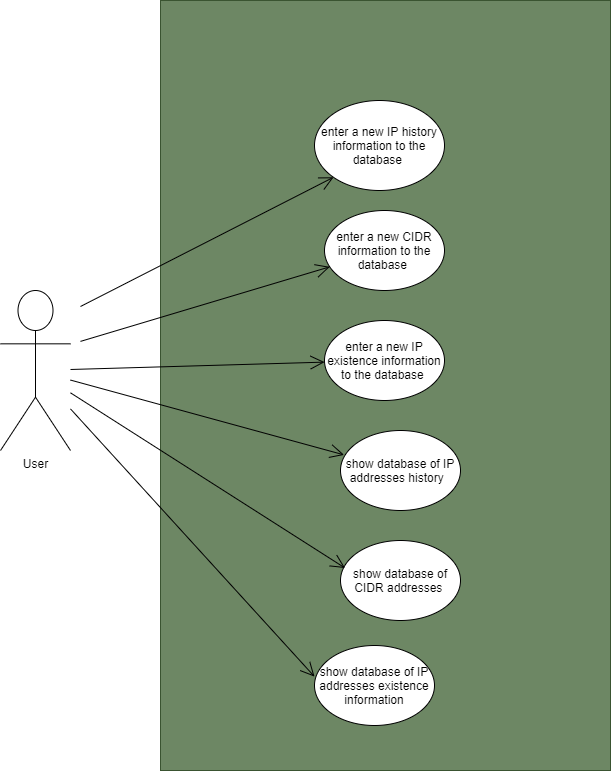 enter a new IP history
information to the
database
enter a new CIDR
information to the
database
enter a new IP
existence information
to the database
User
show database of IP
addresses history
show database of
CIDR addresses
show database of IP
addresses existence
information